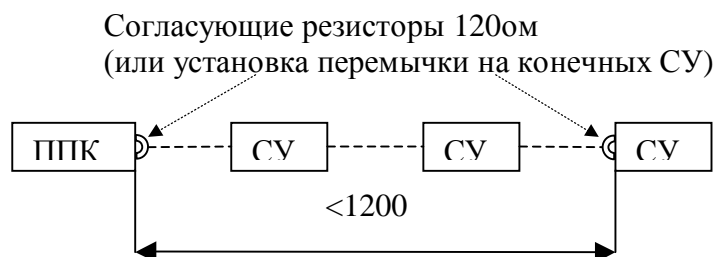 Согласующие резисторы 120ом
(или установка перемычки на конечных СУ)
ППК СУ СУ СУ
<1200